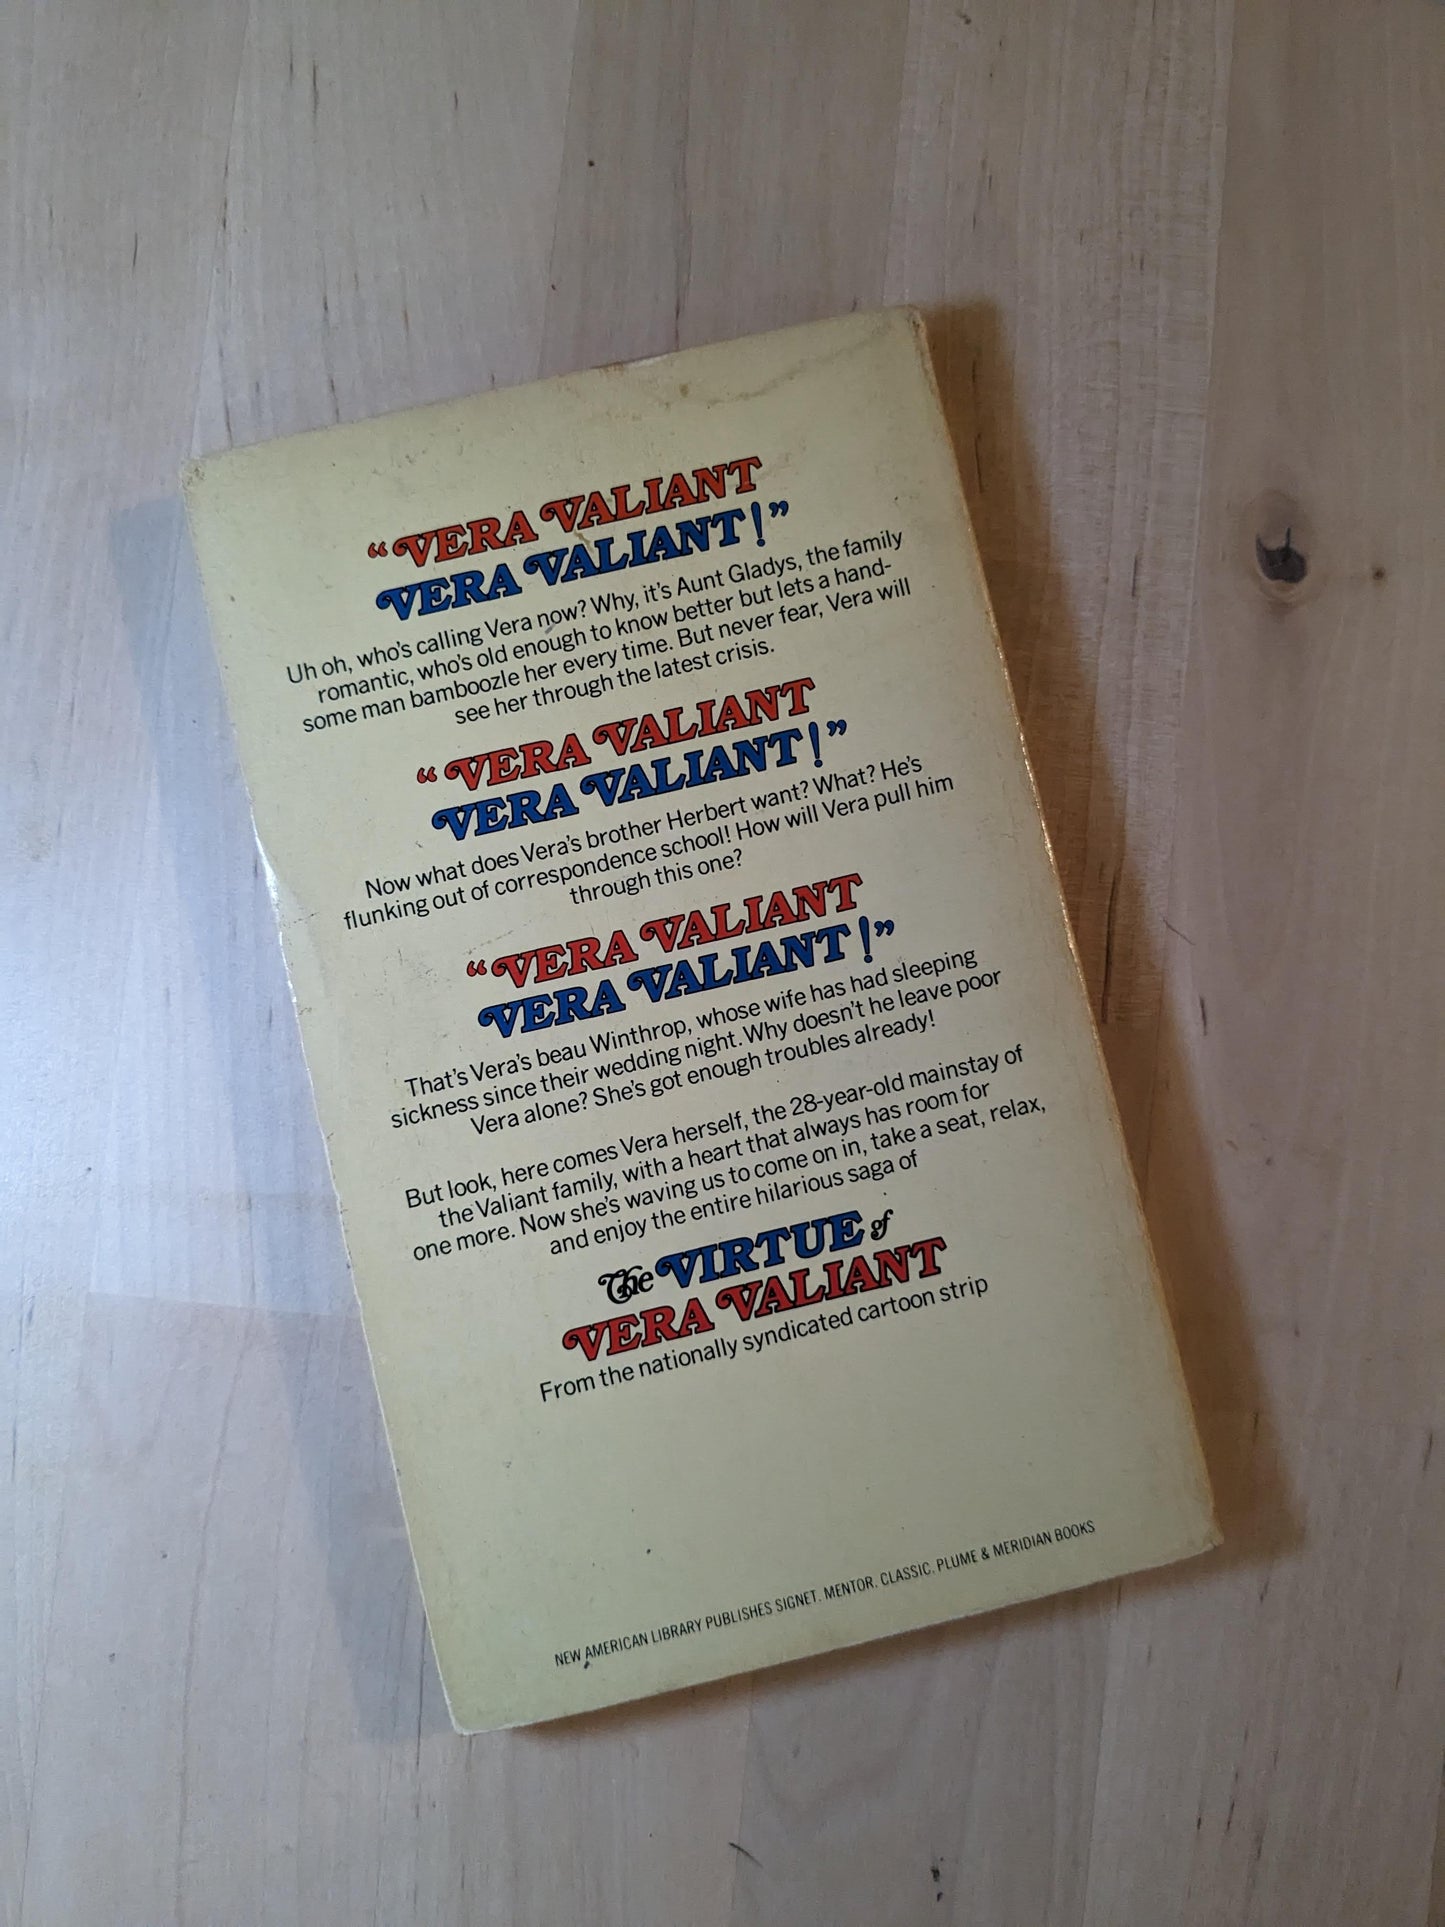 “VERA VALIANT
VERA VALIANT!”
Uh oh, who's calling Vera now? Why, it's Aunt Gladys, the family
romantic, who's old enough to know better but lets a hand-
some man bamboozle her every time. But never fear, Vera will
see her through the latest crisis.
“VERA VALIANT
VERA VALIANT!”
Now what does Vera's brother Herbert want? What? He's
flunking out of correspondence school! How will Vera pull him
through this one?
“VERA VALIANT
VERA VALIANT!”
That's Vera's beau Winthrop, whose wife has had sleeping
sickness since their wedding night. Why doesn't he leave poor
Vera alone? She's got enough troubles already!
But look, here comes Vera herself, the 28-year-old mainstay of
the Valiant family, with a heart that always has room for
one more. Now she's waving us to come on in, take a seat, relax,
and enjoy the entire hilarious saga of
The VIRTUE of
VERA VALIANT
From the nationally syndicated cartoon strip
NEW AMERICAN LIBRARY PUBLISHES SIGNET, MENTOR, CLASSIC, PLUME & MERIDIAN BOOKS